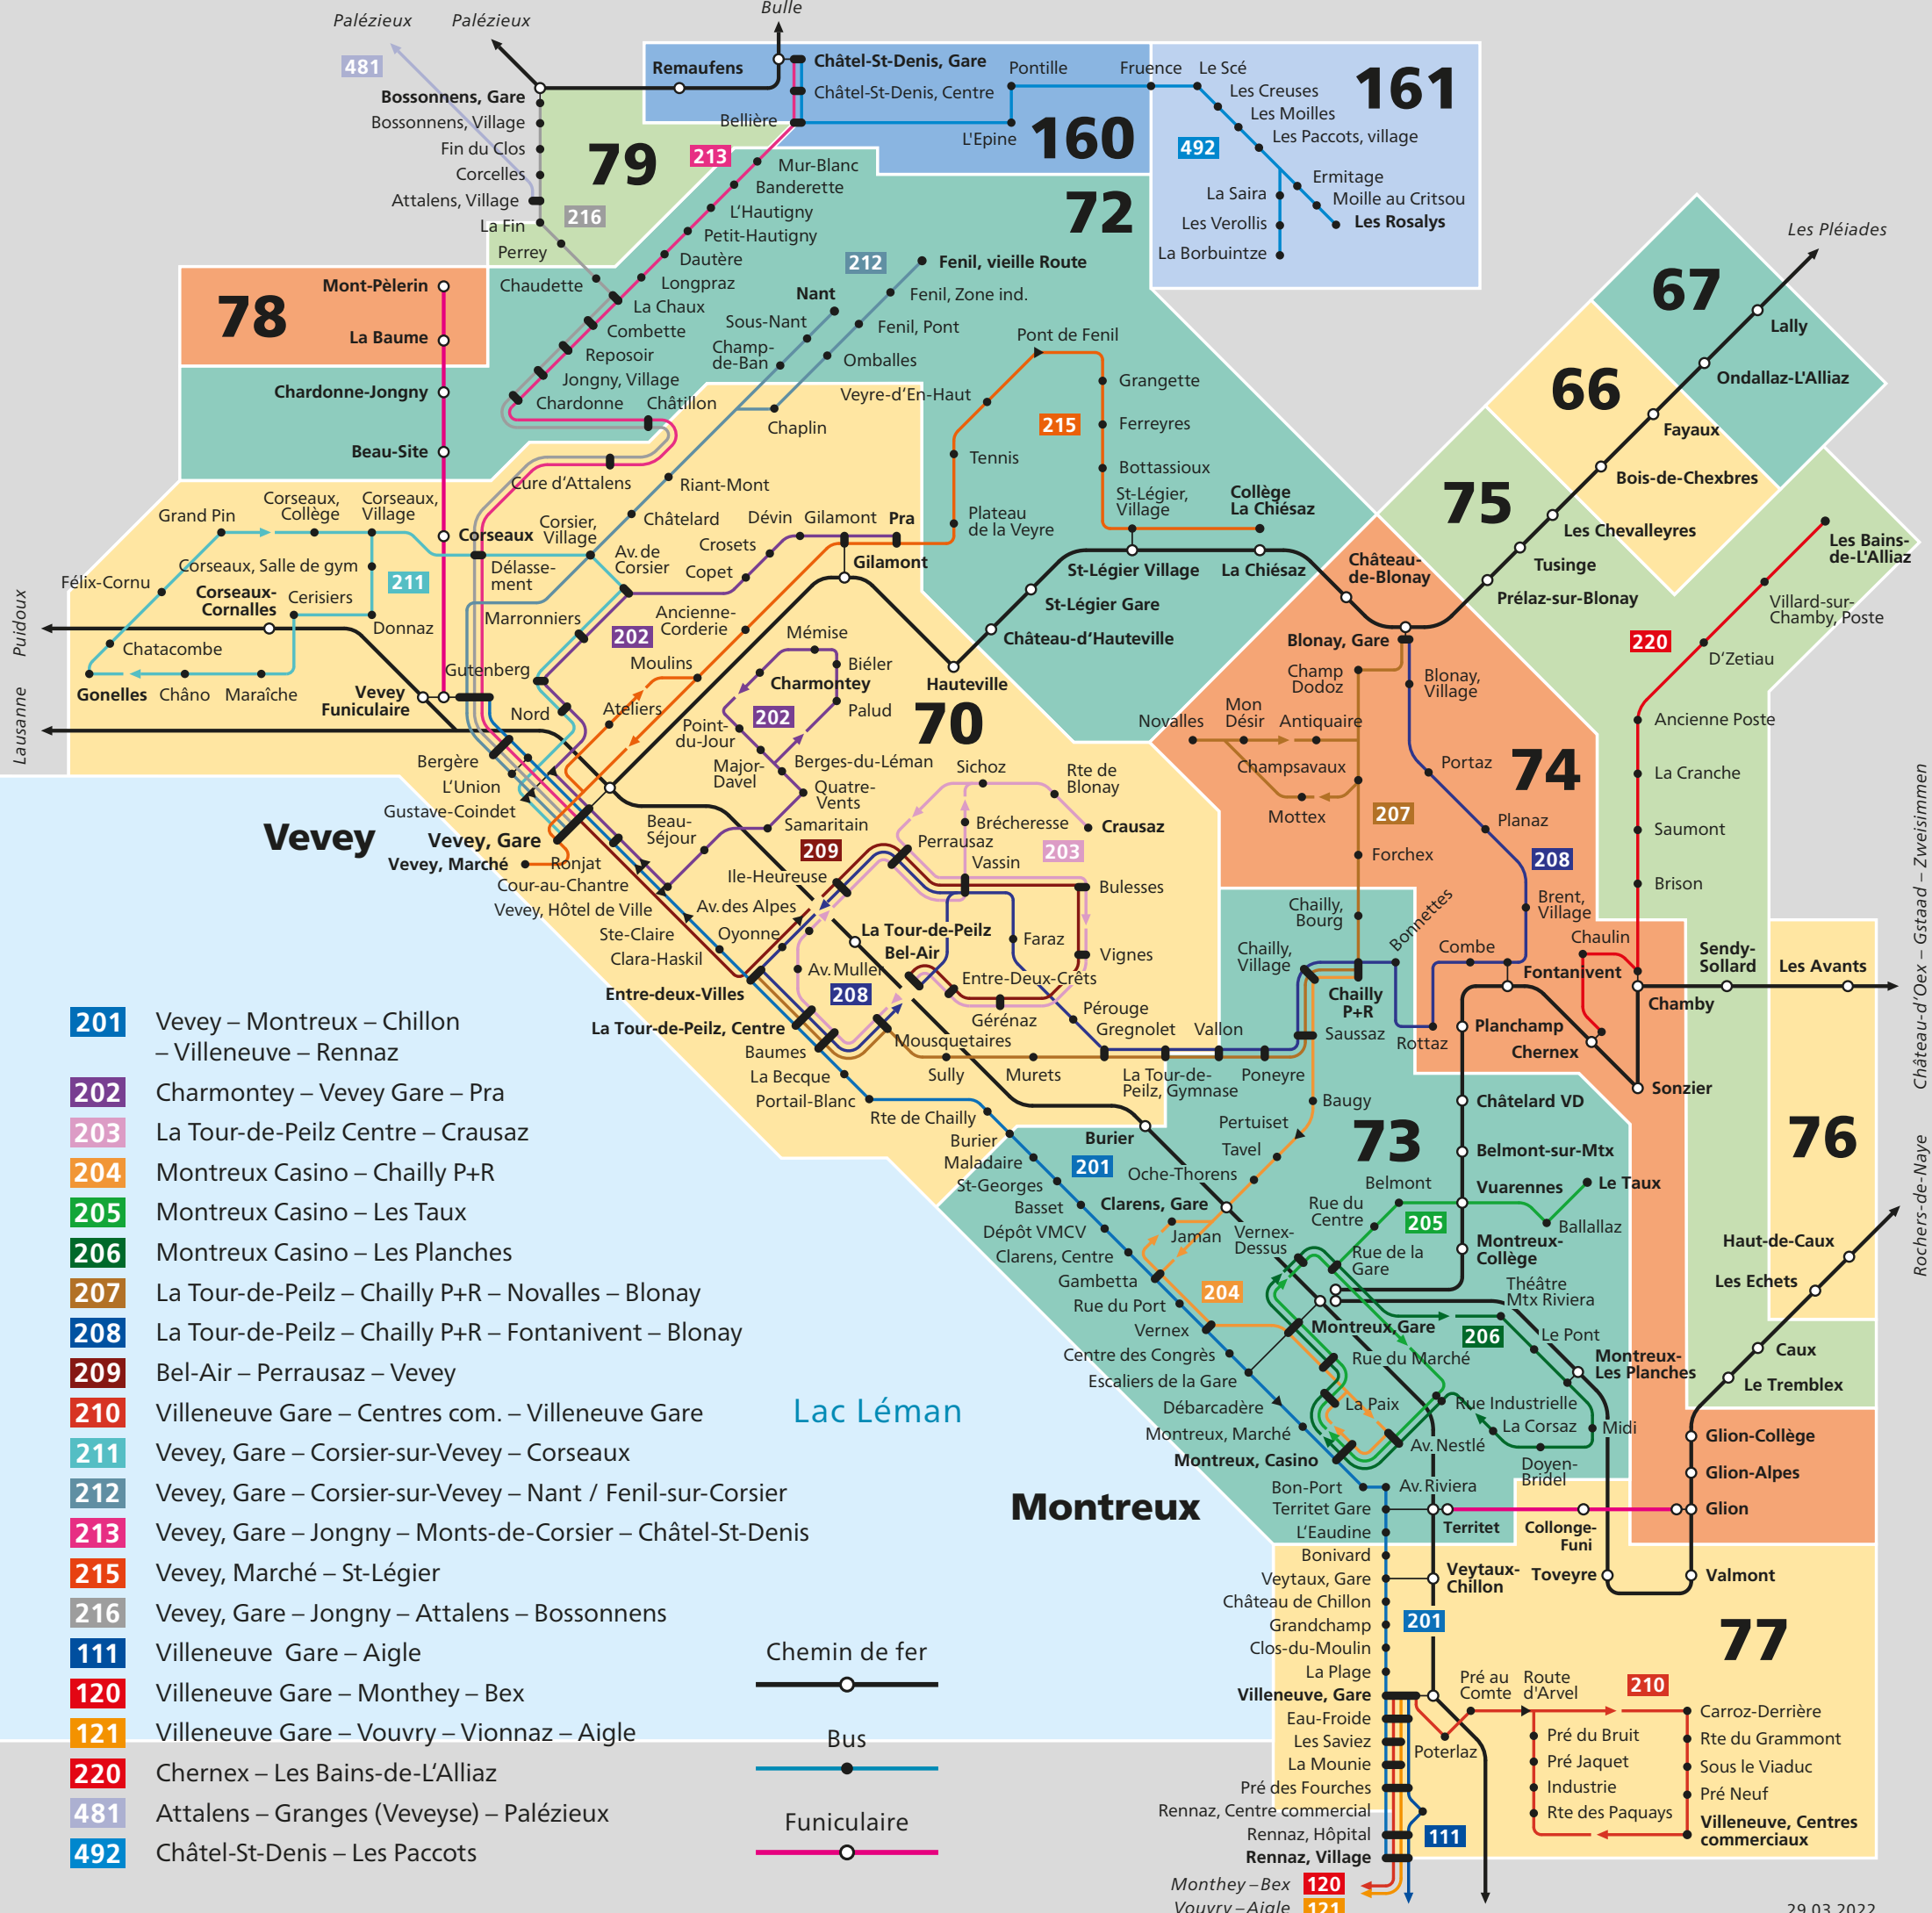 Palézieux
Palézieux
Bulle
481
Remaufens
Châtel-St-Denis, Gare
Châtel-St-Denis, Centre
Bellière
Pontille
L'Epine
160
Fruence
Le Scé
Les Creuses
Les Moilles
Les Paccots, village
161
492
Ermitage
Moille au Critsou
Les Rosalys
La Saira
Les Verollis
La Borbuintze
Bossonnens, Gare
Bossonnens, Village
Fin du Clos
Corcelles
Attalens, Village
La Fin
Perrey
79
216
213
Mur-Blanc
Banderette
L'Hautigny
Petit-Hautigny
Dautère
Longpraz
La Chaux
Combette
Reposoir
Jongny, Village
Chardonne
Châtillon
Chaudette
72
78
Mont-Pèlerin
La Baume
Chardonne-Jongny
Beau-Site
212
Fenil, vieille Route
Fenil, Zone ind.
Fenil, Pont
Omballes
Nant
Sous-Nant
Champ-
de-Ban
Chaplin
Pont de Fenil
Veyre-d'En-Haut
Tennis
Plateau
de la Veyre
215
Grangette
Ferreyres
Bottassioux
St-Légier,
Village
Collège
La Chiésaz
Les Pléiades
67
Lally
Ondallaz-L'Alliaz
66
Fayaux
Bois-de-Chexbres
75
Les Chevalleyres
Tusinge
Prélaz-sur-Blonay
Château-
de-Blonay
Les Bains-
de-L'Alliaz
Villard-sur-
Chamby, Poste
D'Zetiau
220
Ancienne Poste
La Cranche
Saumont
Brison
Cure d'Attalens
Riant-Mont
Châtelard
Corsier,
Village
Av. de
Corsier
Dévin
Gilamont
Pra
Crosets
Copet
Gilamont
Grand Pin
Corseaux,
Collège
Corseaux,
Village
Corseaux
Corseaux, Salle de gym
211
Félix-Cornu
Corseaux-
Cornalles
Cerisiers
Donnaz
Chatacombe
Gonelles
Châno
Maraîche
Puidoux
Lausanne
Délasse-
ment
Marronniers
202
Ancienne-
Corderie
Moulins
Gutenberg
Vevey
Funiculaire
Nord
Ateliers
Mémise
Biéler
Charmontey
Palud
Point-
du-Jour
202
Major-
Davel
Berges-du-Léman
Quatre-
Vents
Samaritain
Beau-
Séjour
70
Hauteville
Château-d'Hauteville
St-Légier Gare
St-Légier Village
La Chiésaz
Blonay, Gare
Champ
Dodoz
Blonay,
Village
Novalles
Mon
Désir
Antiquaire
Champsavaux
Mottex
207
Forchex
Portaz
74
Planaz
208
Brent,
Village
Chailly,
Bourg
Bonnettes
Combe
Chaulin
Fontanivent
Chailly,
Village
Chailly
P+R
Saussaz
Rottaz
Planchamp
Chernex
Chamby
Sonzier
Sendy-
Sollard
Les Avants
Château-d'Oex – Gstaad – Zweisimmen
Rochers-de-Naye
Bergère
L'Union
Gustave-Coindet
Vevey
Vevey, Gare
Vevey, Marché
Ronjat
Cour-au-Chantre
Vevey, Hôtel de Ville
Ste-Claire
Clara-Haskil
Entre-deux-Villes
La Tour-de-Peilz, Centre
Baumes
La Becque
Portail-Blanc
209
Ile-Heureuse
Av. des Alpes
Oyonne
Av. Muller
208
Sichoz
Rte de
Blonay
Crausaz
Brécheresse
Perrausaz
203
Vassin
Bulesses
Faraz
Vignes
La Tour-de-Peilz
Bel-Air
Entre-Deux-Crêts
Gérénaz
Pérouge
Gregnolet
Vallon
Mousquetaires
Sully
Murets
La Tour-de-
Peilz, Gymnase
Poneyre
Rte de Chailly
Burier
Burier
Maladaire
St-Georges
Basset
Dépôt VMCV
Clarens, Centre
Gambetta
Rue du Port
Vernex
Centre des Congrès
Escaliers de la Gare
Débarcadère
Montreux, Marché
Montreux, Casino
Bon-Port
Territet Gare
L'Eaudine
Bonivard
Veytaux, Gare
Château de Chillon
Grandchamp
Clos-du-Moulin
La Plage
Villeneuve, Gare
Eau-Froide
Les Saviez
La Mounie
Pré des Fourches
Rennaz, Centre commercial
Rennaz, Hôpital
Rennaz, Village
Monthey – Bex
120
Vouvry – Aigle
121
111
201
Baugy
Pertuiset
Tavel
Oche-Thorens
Clarens, Gare
Jaman
204
73
Vernex-
Dessus
Rue du
Centre
Belmont
205
Rue de la
Gare
Châtelard VD
Belmont-sur-Mtx
Vuarennes
Le Taux
Ballallaz
Montreux-
Collège
Théâtre
Mtx Riviera
206
Le Pont
Montreux-
Les Planches
Montreux,Gare
Rue du Marché
La Paix
Rue Industrielle
La Corsaz
Midi
Av. Nestlé
Doyen-
Bridel
Av. Riviera
Territet
Collonge-
Funi
Glion
76
Haut-de-Caux
Les Echets
Caux
Le Tremblex
Glion-Collège
Glion-Alpes
Montreux
Veytaux-
Chillon
Toveyre
Valmont
201
77
Pré au
Comte
Route
d'Arvel
210
Poterlaz
Pré du Bruit
Pré Jaquet
Industrie
Rte des Paquays
Carroz-Derrière
Rte du Grammont
Sous le Viaduc
Pré Neuf
Villeneuve, Centres
commerciaux
Lac Léman
201 Vevey – Montreux – Chillon
– Villeneuve – Rennaz
202 Charmontey – Vevey Gare – Pra
203 La Tour-de-Peilz Centre – Crausaz
204 Montreux Casino – Chailly P+R
205 Montreux Casino – Les Taux
206 Montreux Casino – Les Planches
207 La Tour-de-Peilz – Chailly P+R – Novalles – Blonay
208 La Tour-de-Peilz – Chailly P+R – Fontanivent – Blonay
209 Bel-Air – Perrausaz – Vevey
210 Villeneuve Gare – Centres com. – Villeneuve Gare
211 Vevey, Gare – Corsier-sur-Vevey – Corseaux
212 Vevey, Gare – Corsier-sur-Vevey – Nant / Fenil-sur-Corsier
213 Vevey, Gare – Jongny – Monts-de-Corsier – Châtel-St-Denis
215 Vevey, Marché – St-Légier
216 Vevey, Gare – Jongny – Attalens – Bossonnens
111 Villeneuve Gare – Aigle
120 Villeneuve Gare – Monthey – Bex
121 Villeneuve Gare – Vouvry – Vionnaz – Aigle
220 Chernex – Les Bains-de-L'Alliaz
481 Attalens – Granges (Veveyse) – Palézieux
492 Châtel-St-Denis – Les Paccots
Chemin de fer
Bus
Funiculaire
29.03.2022